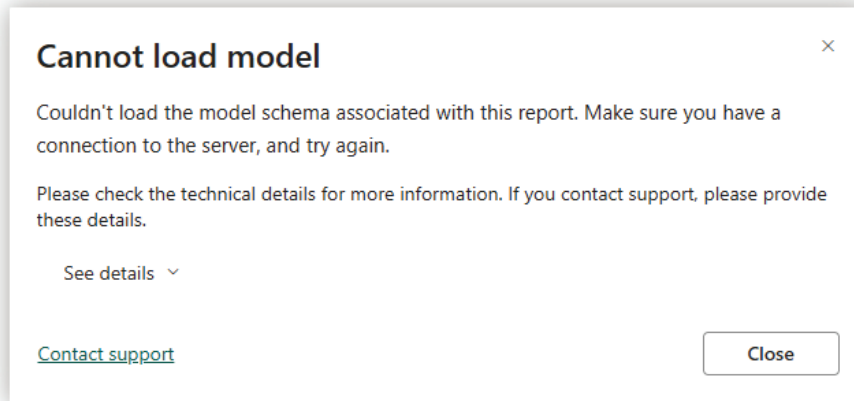 Cannot load model
Couldn't load the model schema associated with this report. Make sure you have a
connection to the server, and try again.
Please check the technical details for more information. If you contact support, please provide
these details.
See details
Contact support
Close